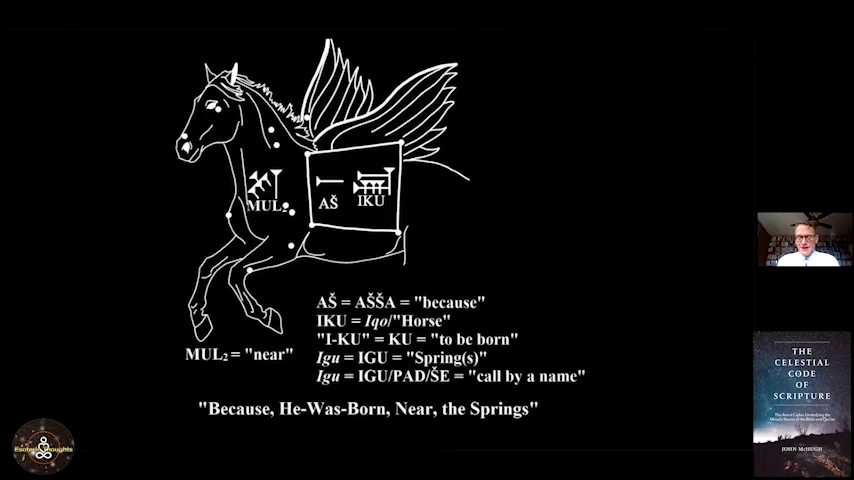 MUL₂
AŠ
IKU
AŠ = AŠŠA = "because"
IKU = Iqo/"Horse"
"I-KU" = KU = "to be born"
MUL₂ = "near"
Igu = IGU = "Spring(s)"
Igu = IGU/PAD/ŠE = "call by a name"
"Because, He-Was-Born, Near, the Springs"
Esoteric Thoughts
THE
CELESTIAL
CODE
OF
SCRIPTURE
JOHN McHUGH